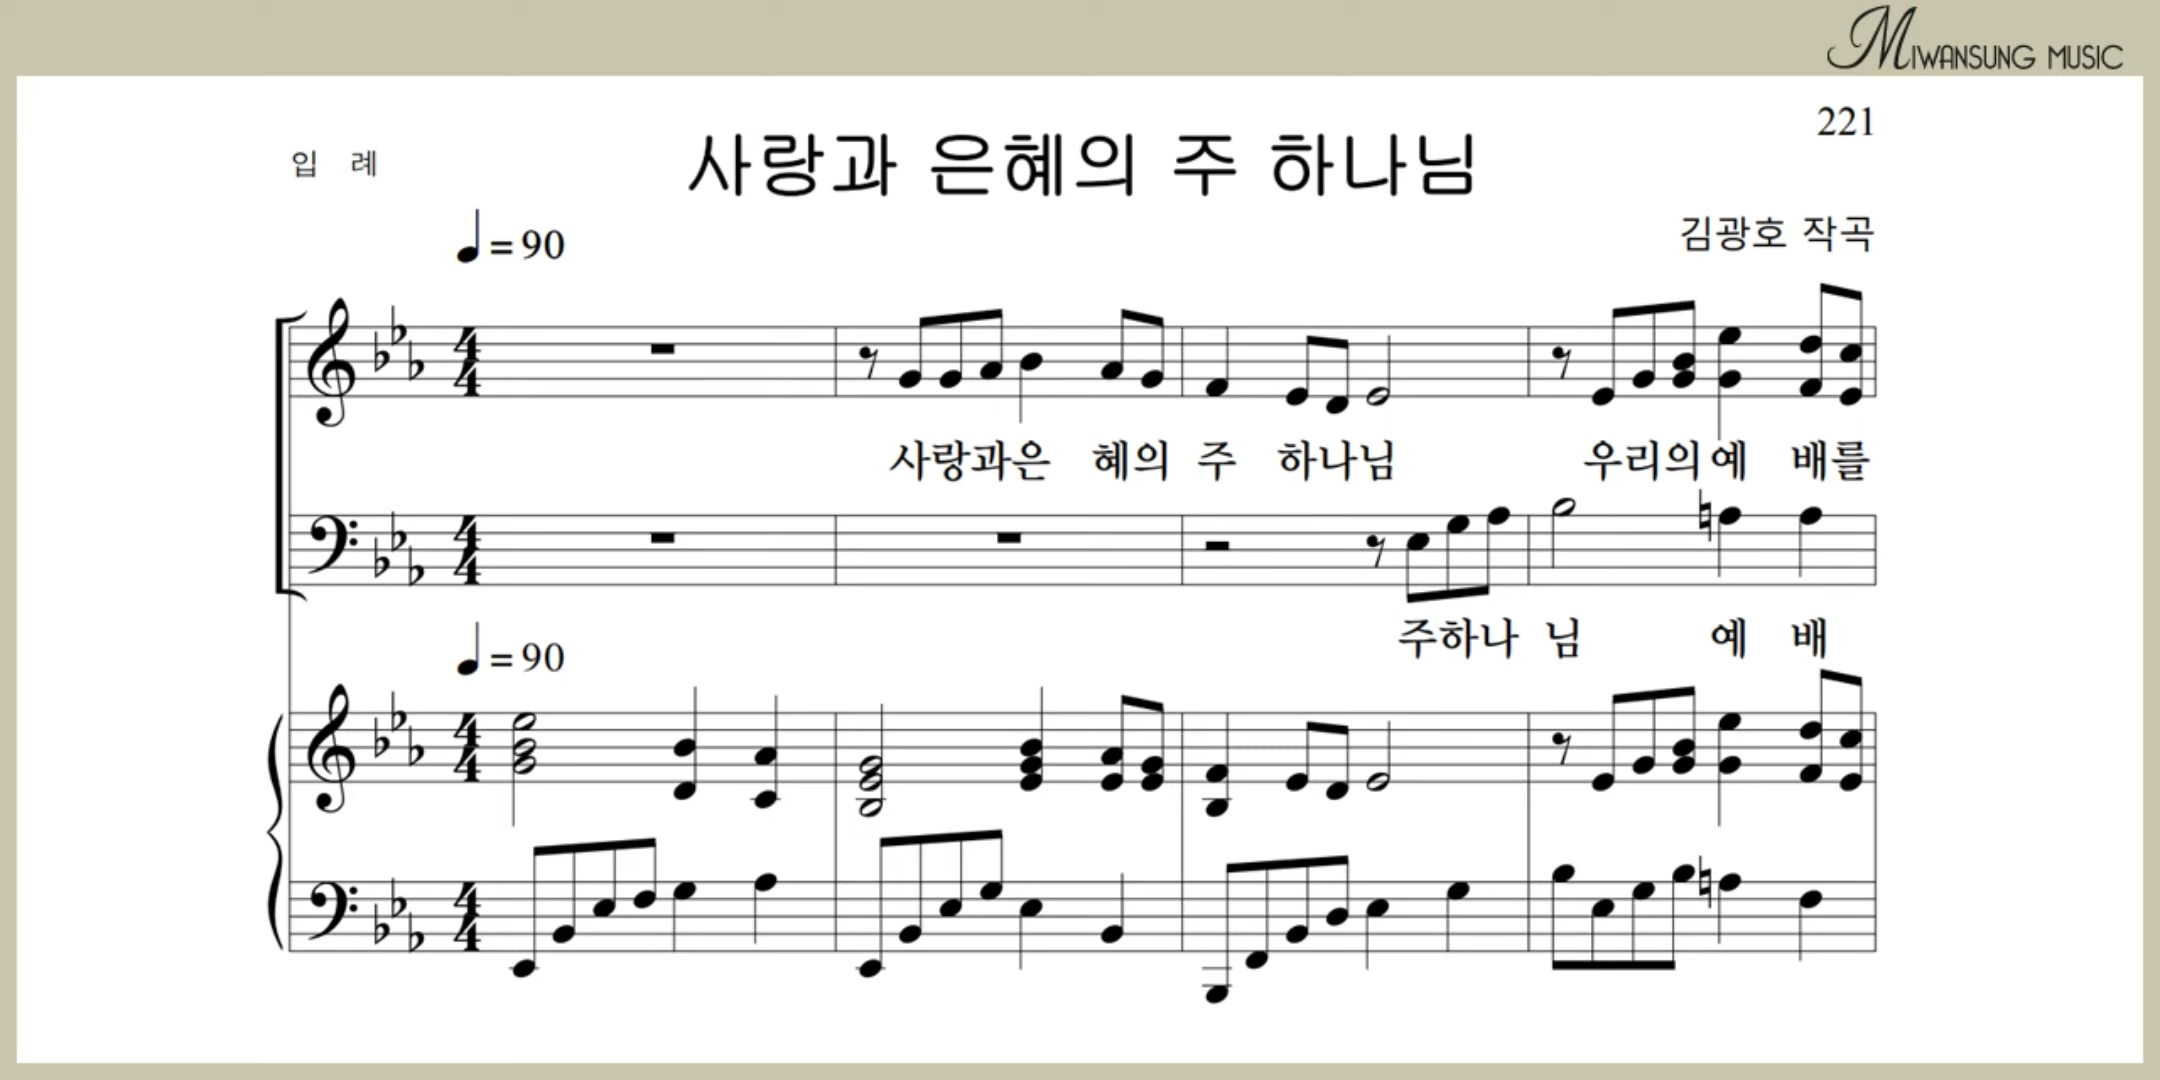 MIWANSUNG MUSIC
221
입 례
사랑과 은혜의 주 하나님
= 90
김광호 작곡
사랑과은 혜의 주 하나님 우리의예 배를
주하나 님 예 배
= 90